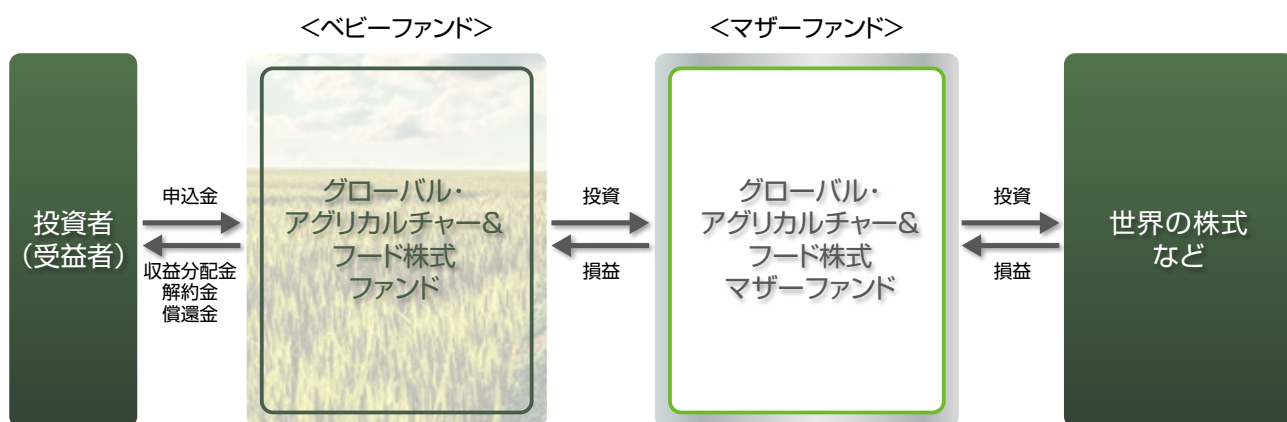 <ベビーファンド>
<マザーファンド>
投資者
(受益者)
申込金
収益分配金
解約金
償還金
グローバル・
アグリカルチャー&
フード株式
ファンド
投資
損益
グローバル・
アグリカルチャー&
フード株式
マザーファンド
投資
損益
世界の株式
など